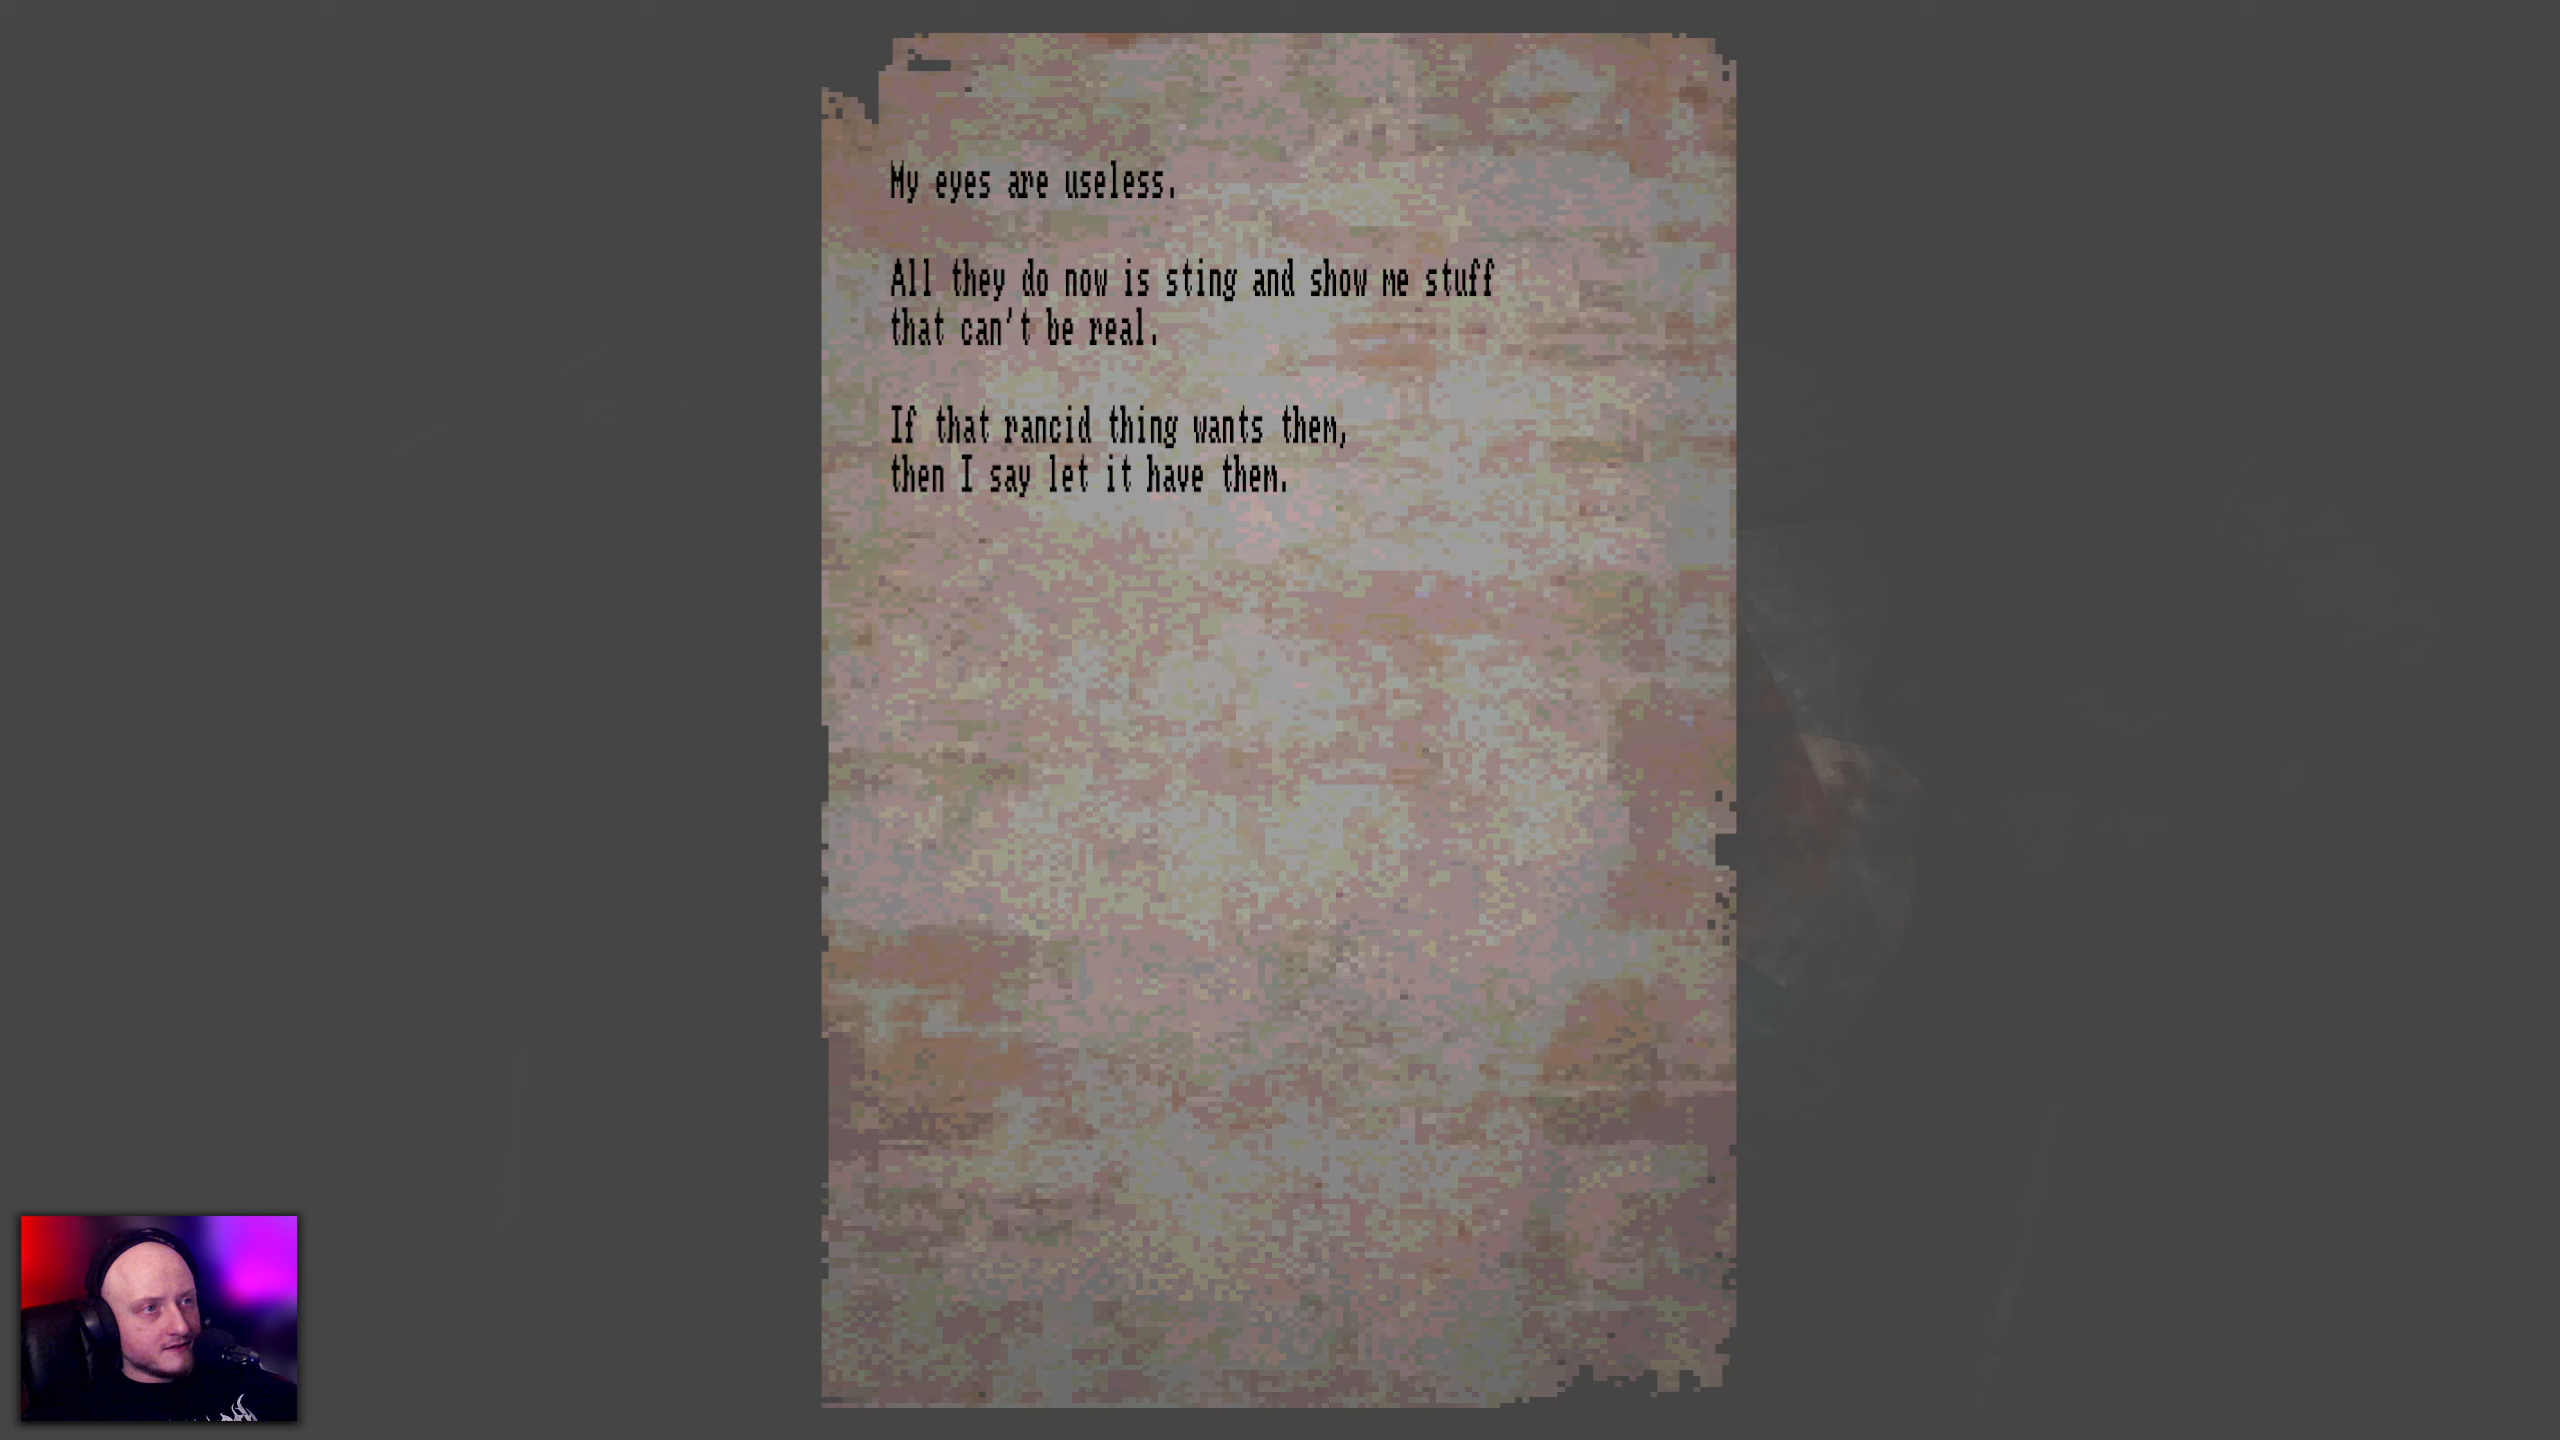 My eyes are useless.
All they do now is sting and show me stuff
that can't be real.
If that rancid thing wants them,
then I say let it have them.